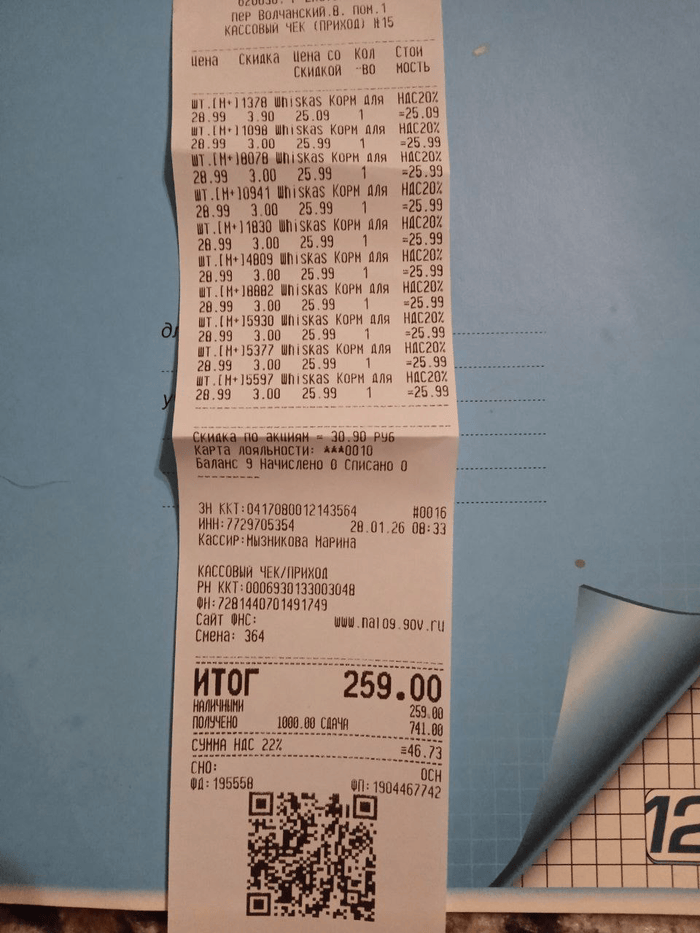 пер Волчанский.8. пом.1
КАССОВЫЙ ЧЕК (ПРИХОД) №15
Цена Скидка Цена со Кол Стои
скидкой -во мость
шт.[М+]1378 Whiskas Корм для НДС20%
28.99 3.90 25.09 1 =25.09
шт.[М+]1098 Whiskas Корм для НДС20%
28.99 3.00 25.99 1 =25.99
шт.[М+]8078 Whiskas Корм для НДС20%
28.99 3.00 25.99 1 =25.99
шт.[М+]0941 Whiskas Корм для НДС20%
28.99 3.00 25.99 1 =25.99
шт.[М+]1830 Whiskas Корм для НДС20%
28.99 3.00 25.99 1 =25.99
шт.[М+]4809 Whiskas Корм для НДС20%
28.99 3.00 25.99 1 =25.99
шт.[М+]8882 Whiskas Корм для НДС20%
28.99 3.00 25.99 1 =25.99
шт.[М+]5930 Whiskas Корм для НДС20%
28.99 3.00 25.99 1 =25.99
шт.[М+]5377 Whiskas Корм для НДС20%
28.99 3.00 25.99 1 =25.99
шт.[М+]5597 Whiskas Корм для НДС20%
28.99 3.00 25.99 1 =25.99
Скидка по акциям = 30.90 Руб
Карта лояльности: ***0010
Баланс 9 Начислено 0 Списано 0
ЗН ККТ:0417080012143564 #0016
ИНН:7729705354 28.01.26 08:33
Кассир:Мызникова Марина
КАССОВЫЙ ЧЕК/ПРИХОД
РН ККТ:0006930133003048
ФН:7281440701491749
Сайт ФНС: www.nalog.gov.ru
Смена: 364
ИТОГ 259.00
НАЛИЧНЫМИ 259.00
ПОЛУЧЕНО 1000.00 СДАЧА 741.00
СУММА НДС 22% =46.73
СНО: ОСН
ФД:195558 ФП:1904467742
12